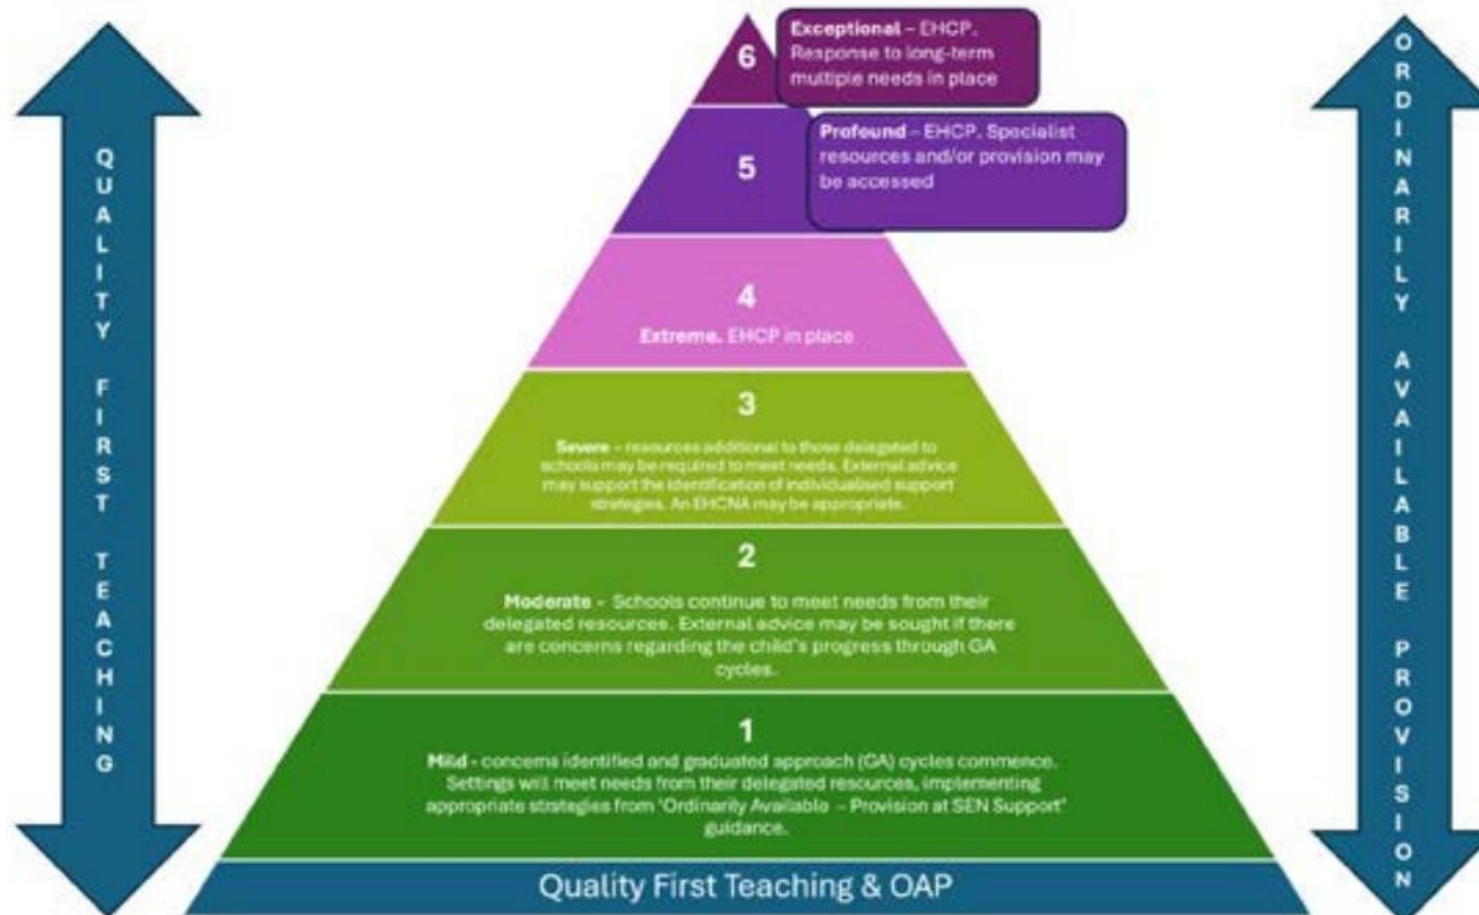 6
Exceptional – EHCP.
Response to long-term
multiple needs in place
5
Profound – EHCP. Specialist
resources and/or provision may
be accessed
4
Extreme. EHCP in place
3
Severe – resources additional to those delegated to
schools may be required to meet needs. External advice
may support the identification of individualised support
strategies. An EHCNA may be appropriate.
2
Moderate – Schools continue to meet needs from their
delegated resources. External advice may be sought if there
are concerns regarding the child's progress through GA
cycles.
1
Mild - concerns identified and graduated approach (GA) cycles commence.
Settings will meet needs from their delegated resources, implementing
appropriate strategies from 'Ordinarily Available – Provision at SEN Support'
guidance.
Quality First Teaching & OAP
QUALITY FIRST TEACHING
ORDINARILY AVAILABLE PROVISION